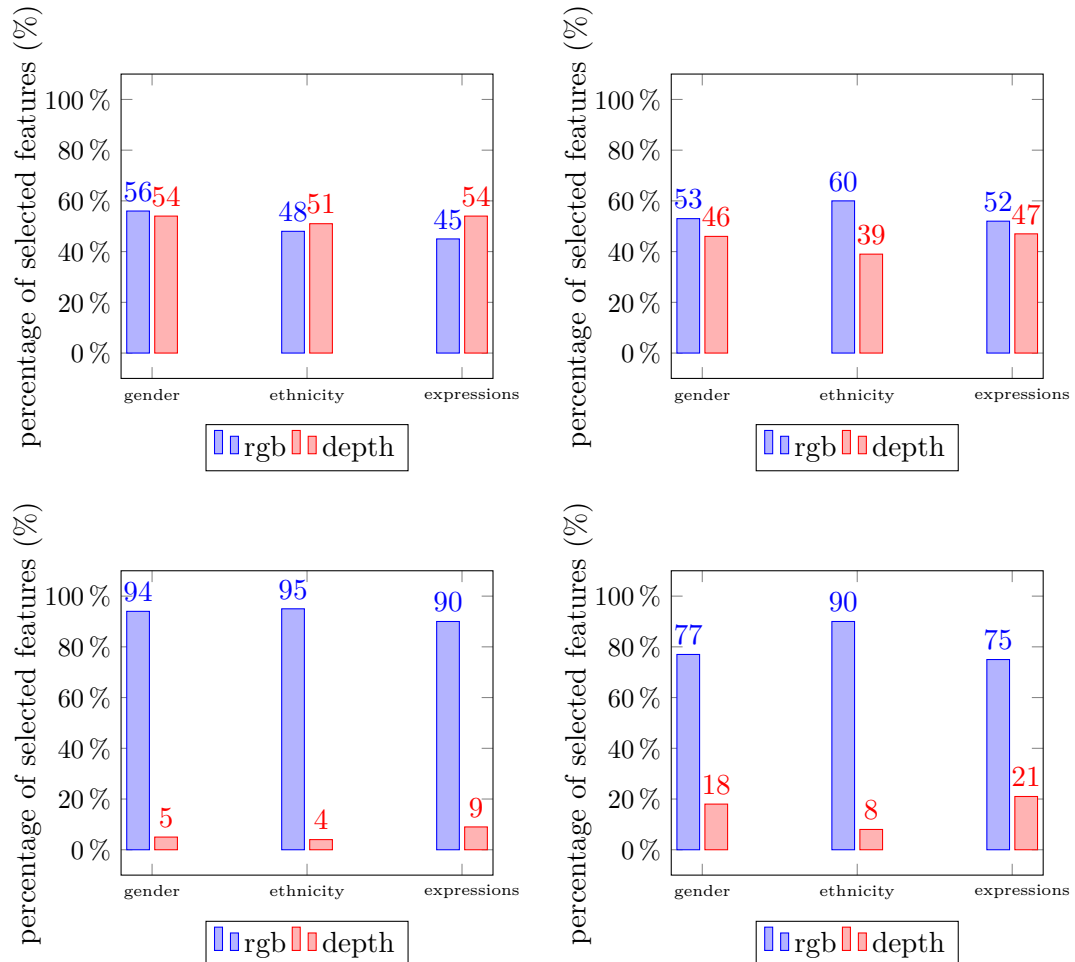 percentage of selected features (%)
100 %
80 %
60 %
40 %
20 %
0 %
56 54 48 51 45 54
gender ethnicity expressions
rgb depth
percentage of selected features (%)
100 %
80 %
60 %
40 %
20 %
0 %
53 46 60 39 52 47
gender ethnicity expressions
rgb depth
percentage of selected features (%)
100 %
80 %
60 %
40 %
20 %
0 %
94 5 95 4 90 9
gender ethnicity expressions
rgb depth
percentage of selected features (%)
100 %
80 %
60 %
40 %
20 %
0 %
77 18 90 8 75 21
gender ethnicity expressions
rgb depth